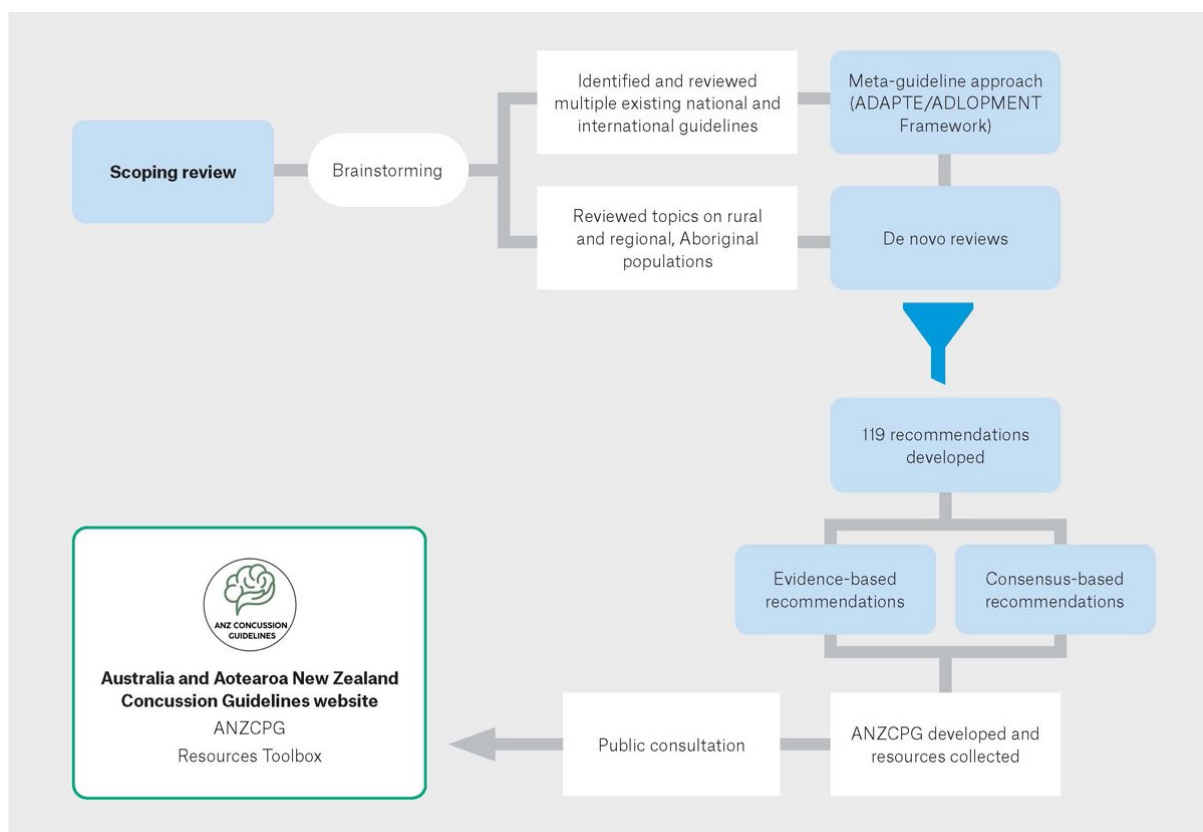 Scoping review
Brainstorming
Identified and reviewed
multiple existing national and
international guidelines
Meta-guideline approach
(ADAPTE/ADLOPMENT
Framework)
Reviewed topics on rural
and regional, Aboriginal
populations
De novo reviews
119 recommendations
developed
Evidence-based
recommendations
Consensus-based
recommendations
ANZCPG developed and
resources collected
Public consultation
ANZ CONCUSSION
GUIDELINES
Australia and Aotearoa New Zealand
Concussion Guidelines website
ANZCPG
Resources Toolbox